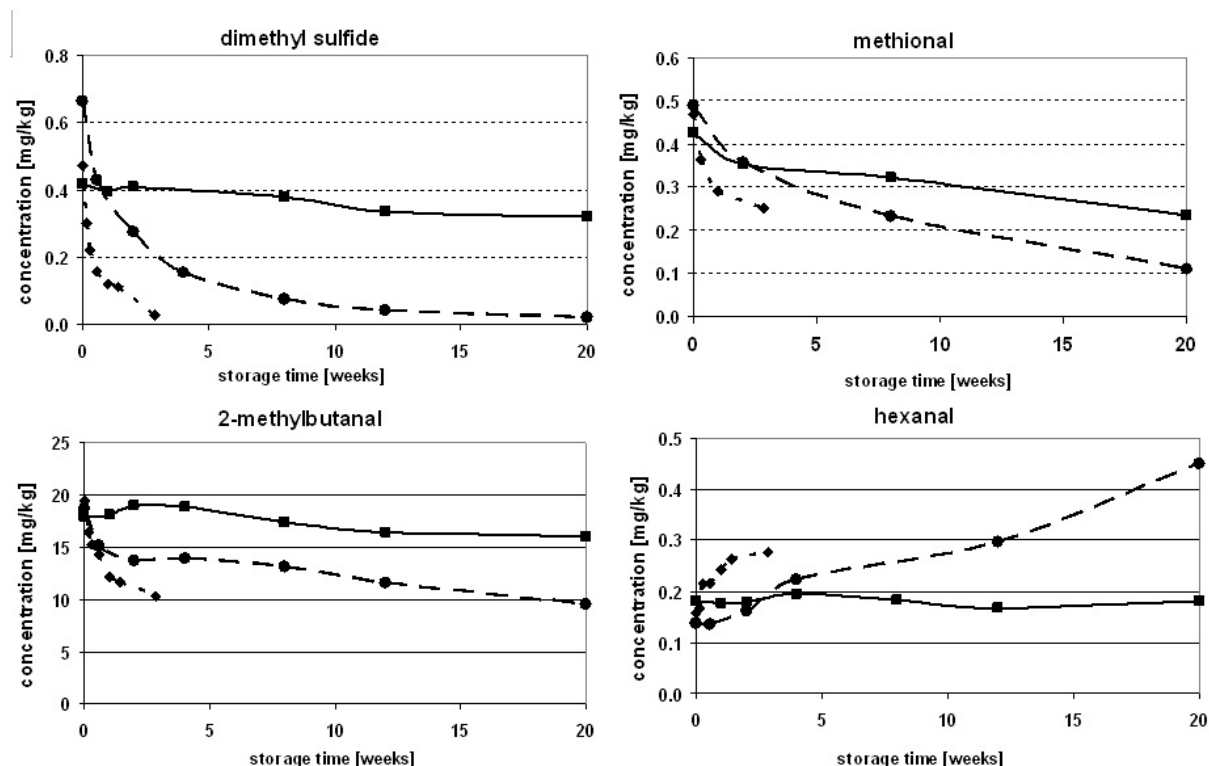 dimethyl sulfide
concentration [mg/kg]
0.8
0.6
0.4
0.2
0.0
0 5 10 15 20
storage time [weeks]
methional
concentration [mg/kg]
0.6
0.5
0.4
0.3
0.2
0.1
0.0
0 5 10 15 20
storage time [weeks]
2-methylbutanal
concentration [mg/kg]
25
20
15
10
5
0
0 5 10 15 20
storage time [weeks]
hexanal
concentration [mg/kg]
0.5
0.4
0.3
0.2
0.1
0.0
0 5 10 15 20
storage time [weeks]